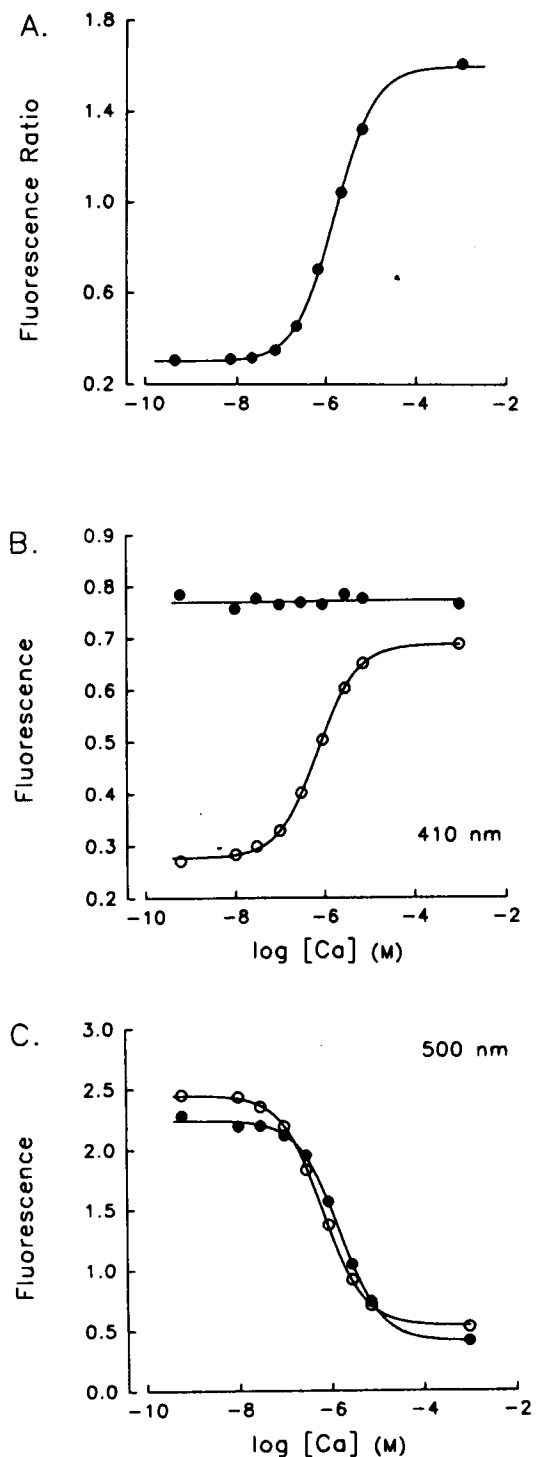 A.
Fluorescence Ratio
1.8
1.4
1.0
0.6
0.2
−10 −8 −6 −4 −2
B.
Fluorescence
0.9
0.8
0.7
0.6
0.5
0.4
0.3
0.2
410 nm
−10 −8 −6 −4 −2
log [Ca] (M)
C.
Fluorescence
3.0
2.5
2.0
1.5
1.0
0.5
0.0
500 nm
−10 −8 −6 −4 −2
log [Ca] (M)